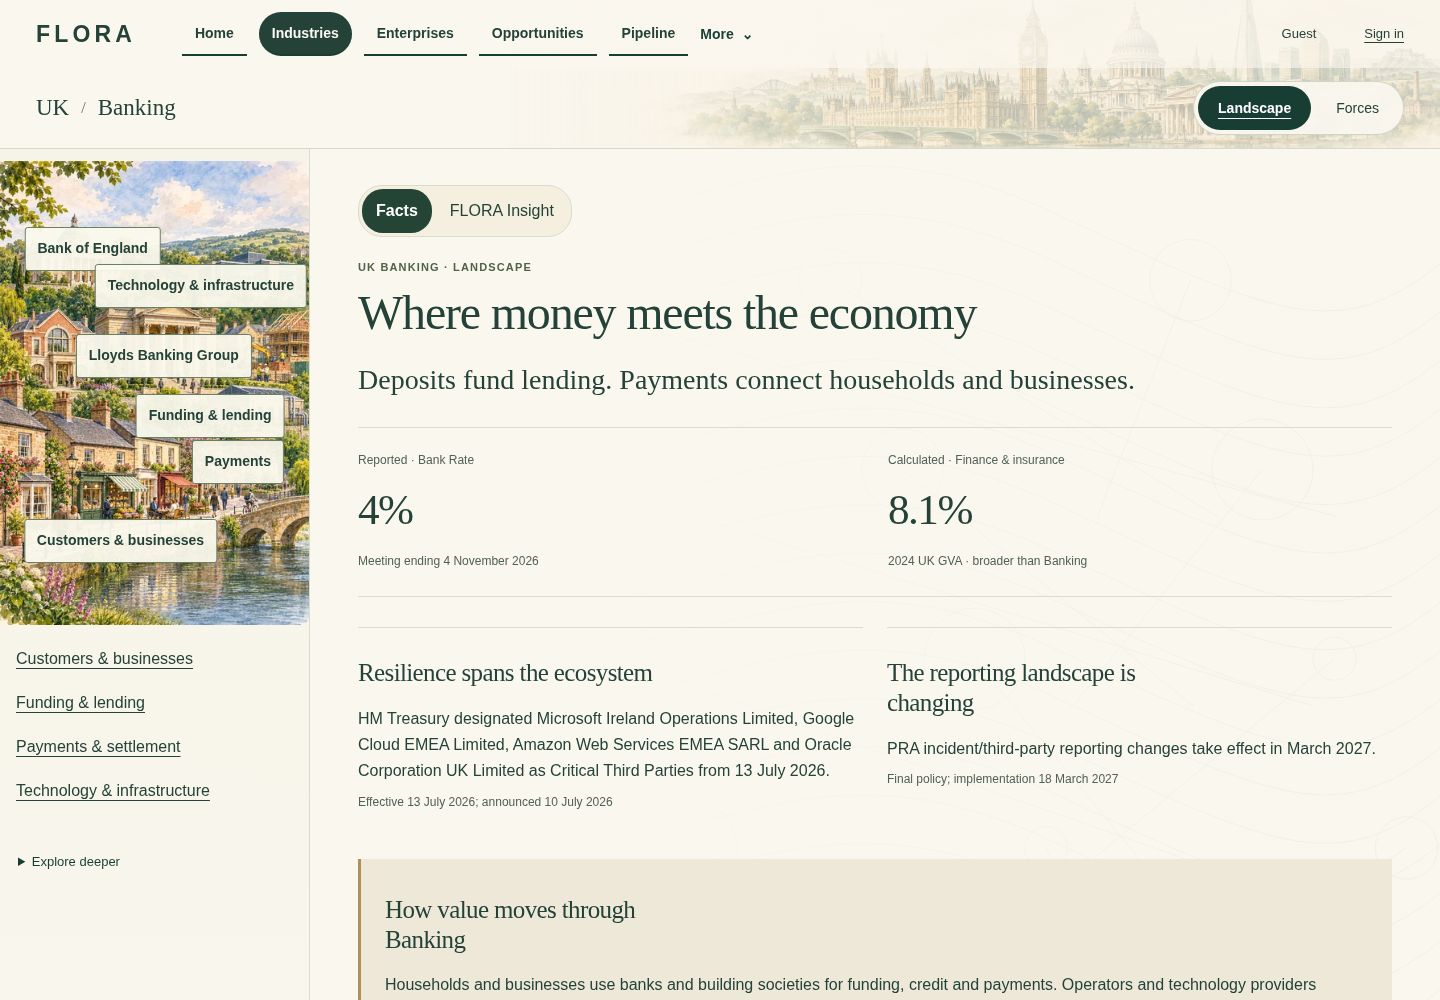 FLORA
Home
Industries
Enterprises
Opportunities
Pipeline
More
Guest
Sign in
UK / Banking
Landscape
Forces
Bank of England
Technology & infrastructure
Lloyds Banking Group
Funding & lending
Payments
Customers & businesses
Customers & businesses
Funding & lending
Payments & settlement
Technology & infrastructure
Explore deeper
Facts
FLORA Insight
UK BANKING · LANDSCAPE
Where money meets the economy
Deposits fund lending. Payments connect households and businesses.
Reported · Bank Rate
4%
Meeting ending 4 November 2026
Calculated · Finance & insurance
8.1%
2024 UK GVA · broader than Banking
Resilience spans the ecosystem
HM Treasury designated Microsoft Ireland Operations Limited, Google
Cloud EMEA Limited, Amazon Web Services EMEA SARL and Oracle
Corporation UK Limited as Critical Third Parties from 13 July 2026.
Effective 13 July 2026; announced 10 July 2026
The reporting landscape is
changing
PRA incident/third-party reporting changes take effect in March 2027.
Final policy; implementation 18 March 2027
How value moves through
Banking
Households and businesses use banks and building societies for funding, credit and payments. Operators and technology providers